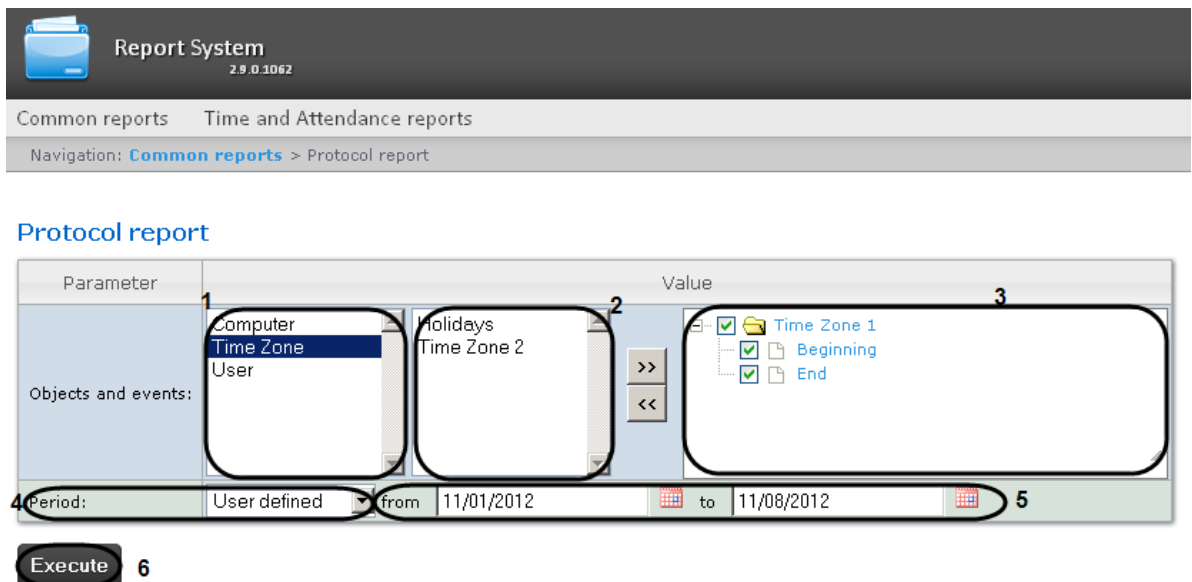 Report System
2.9.0.1062
Common reports Time and Attendance reports
Navigation: Common reports > Protocol report
Protocol report
Parameter Value
1 2 3
Objects and events:
Computer
Time Zone
User
Holidays
Time Zone 2
>>
<<
Time Zone 1
Beginning
End
4 Period: User defined from 11/01/2012 to 11/08/2012 5
Execute 6